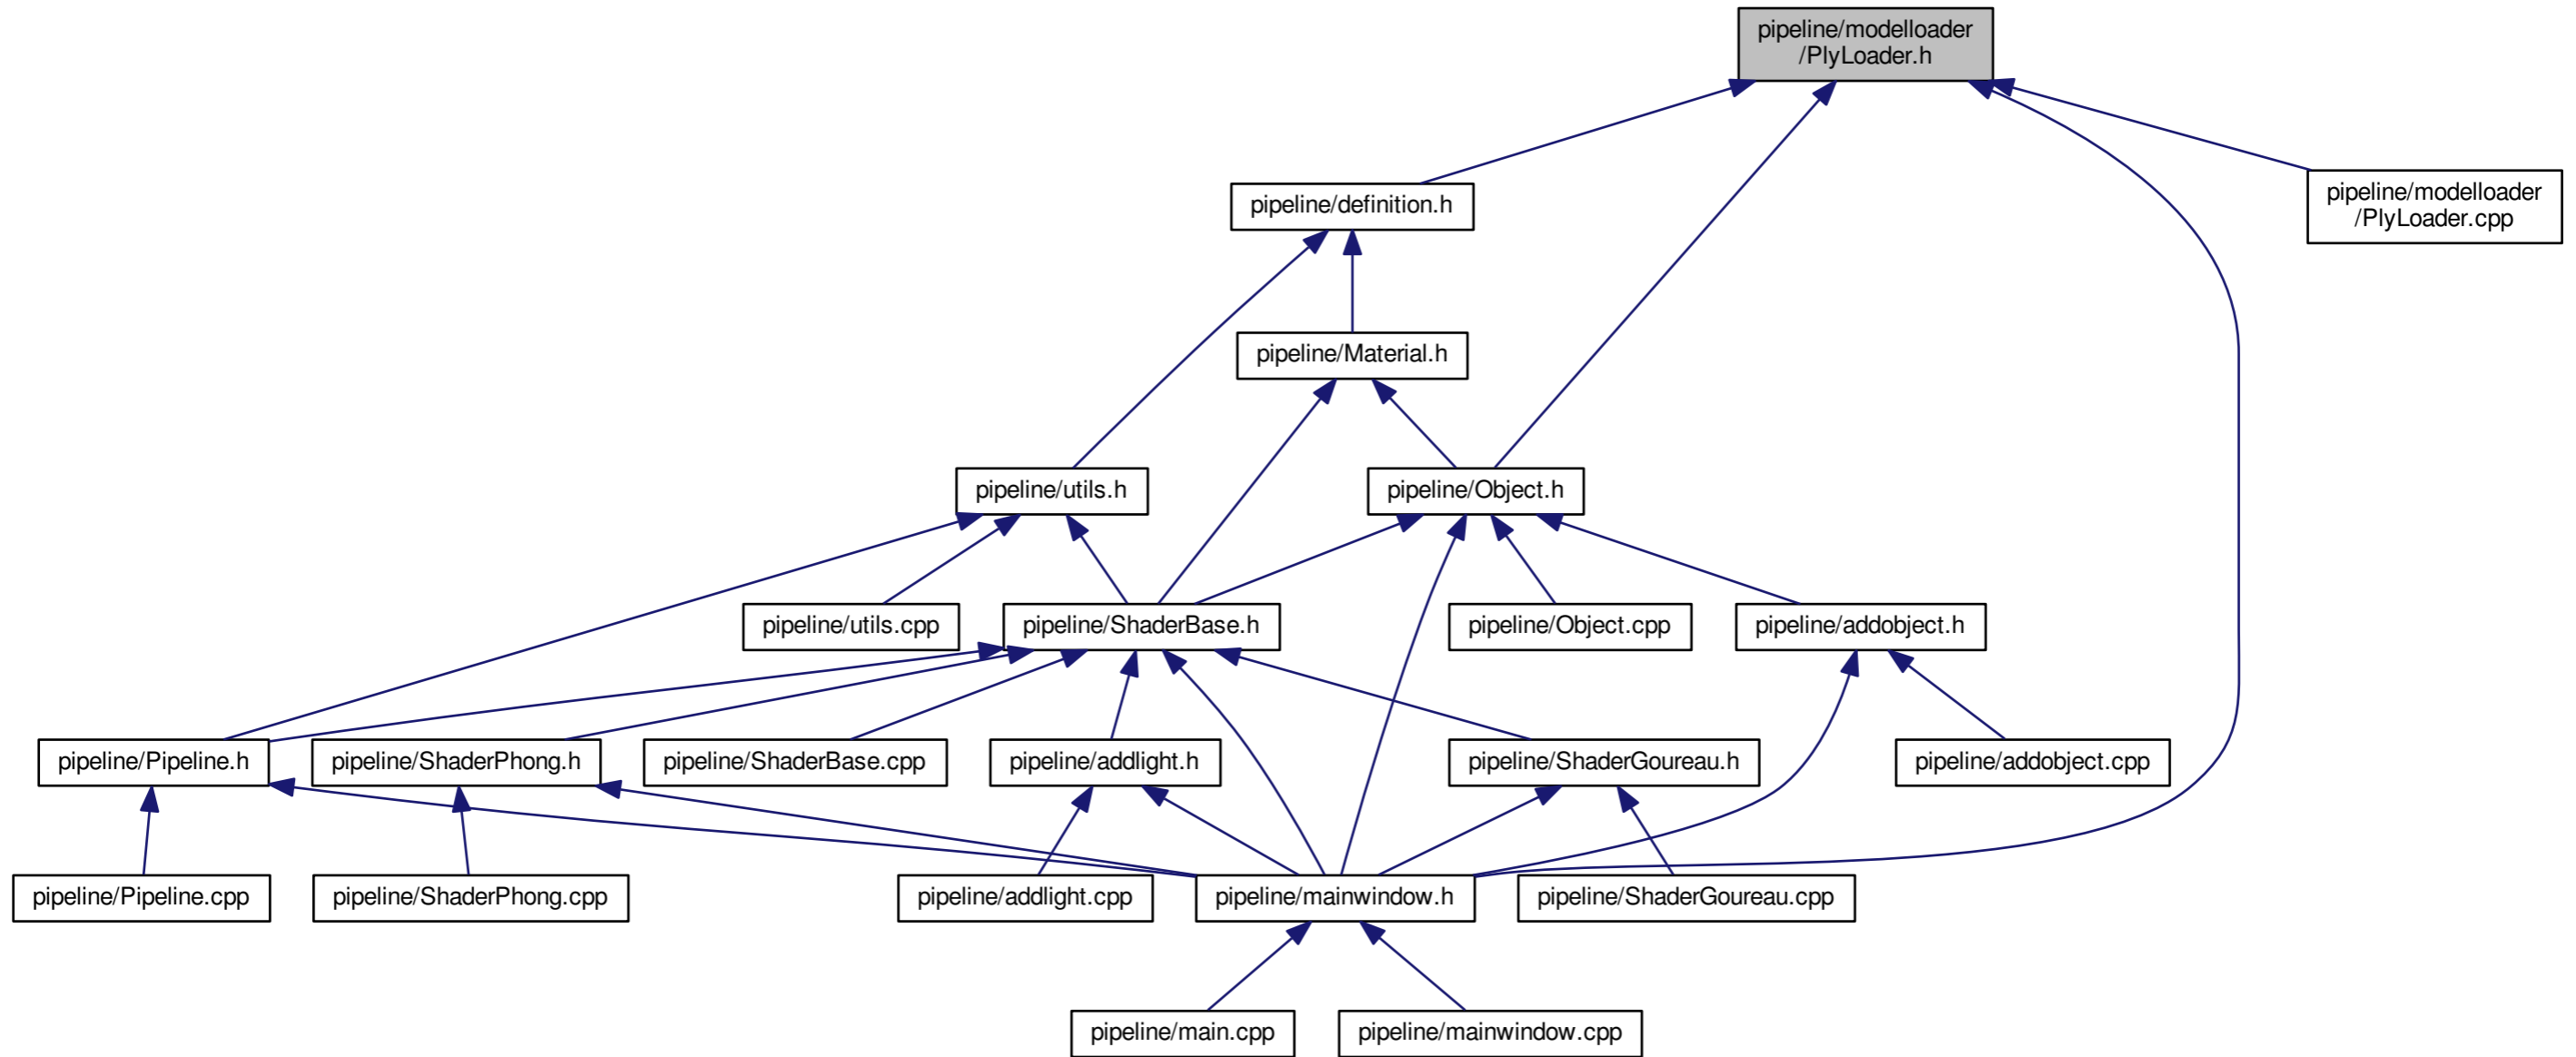 pipeline/modelloader
/PlyLoader.h
pipeline/definition.h
pipeline/modelloader
/PlyLoader.cpp
pipeline/Material.h
pipeline/utils.h
pipeline/Object.h
pipeline/utils.cpp
pipeline/ShaderBase.h
pipeline/Object.cpp
pipeline/addobject.h
pipeline/Pipeline.h
pipeline/ShaderPhong.h
pipeline/ShaderBase.cpp
pipeline/addlight.h
pipeline/ShaderGoureau.h
pipeline/addobject.cpp
pipeline/Pipeline.cpp
pipeline/ShaderPhong.cpp
pipeline/addlight.cpp
pipeline/mainwindow.h
pipeline/ShaderGoureau.cpp
pipeline/main.cpp
pipeline/mainwindow.cpp